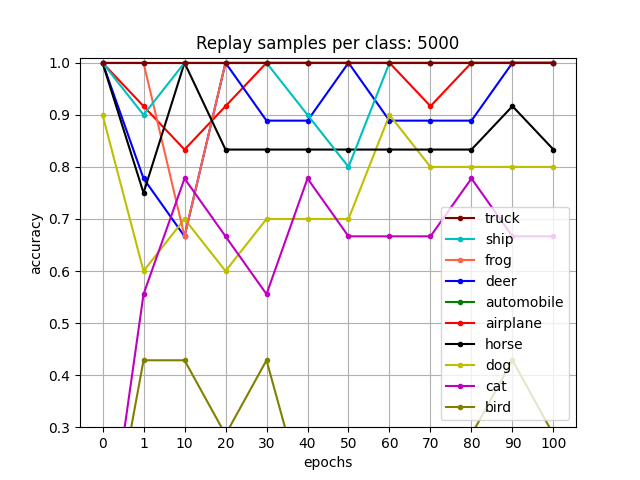 Replay samples per class: 5000
accuracy
1.0
0.9
0.8
0.7
0.6
0.5
0.4
0.3
truck
ship
frog
deer
automobile
airplane
horse
dog
cat
bird
0 1 10 20 30 40 50 60 70 80 90 100
epochs